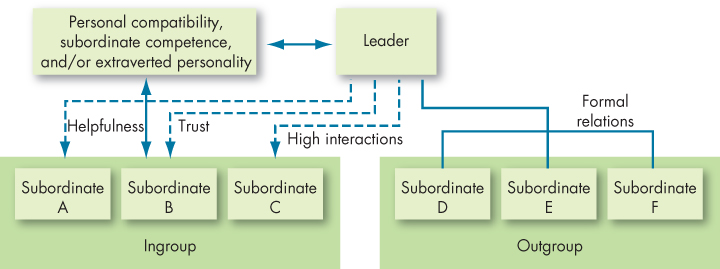 Personal compatibility,
subordinate competence,
and/or extraverted personality
Leader
Helpfulness
Trust
High interactions
Formal
relations
Subordinate
A
Subordinate
B
Subordinate
C
Ingroup
Subordinate
D
Subordinate
E
Subordinate
F
Outgroup